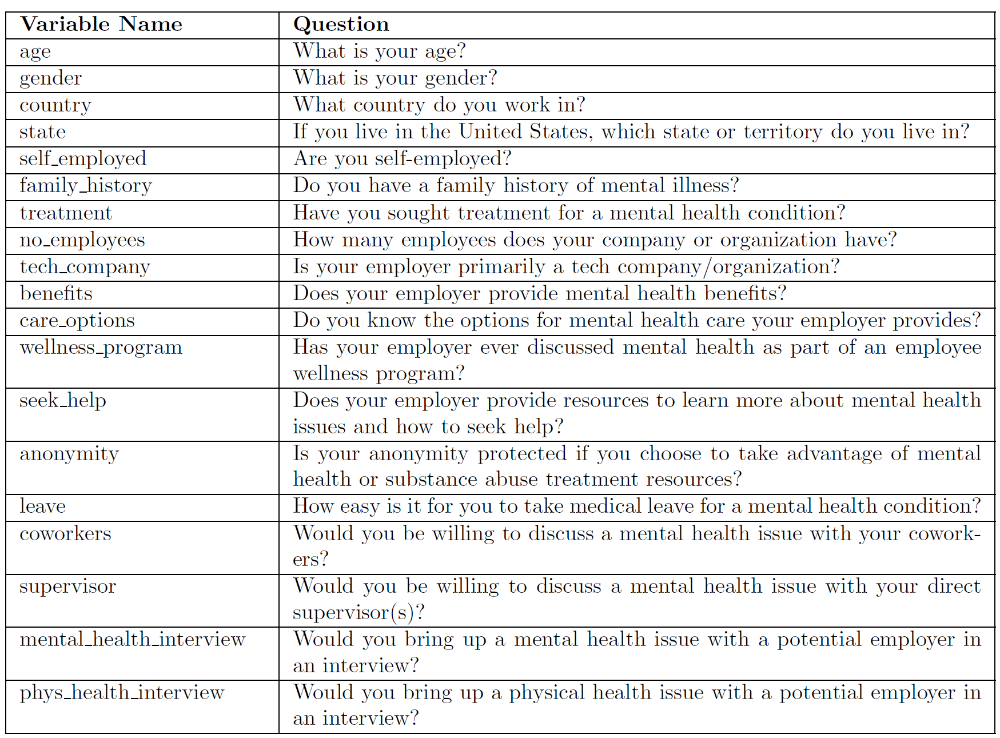 Variable Name Question
age What is your age?
gender What is your gender?
country What country do you work in?
state If you live in the United States, which state or territory do you live in?
self_employed Are you self-employed?
family_history Do you have a family history of mental illness?
treatment Have you sought treatment for a mental health condition?
no_employees How many employees does your company or organization have?
tech_company Is your employer primarily a tech company/organization?
benefits Does your employer provide mental health benefits?
care_options Do you know the options for mental health care your employer provides?
wellness_program Has your employer ever discussed mental health as part of an employee
wellness program?
seek_help Does your employer provide resources to learn more about mental health
issues and how to seek help?
anonymity Is your anonymity protected if you choose to take advantage of mental
health or substance abuse treatment resources?
leave How easy is it for you to take medical leave for a mental health condition?
coworkers Would you be willing to discuss a mental health issue with your cowork-
ers?
supervisor Would you be willing to discuss a mental health issue with your direct
supervisor(s)?
mental_health_interview Would you bring up a mental health issue with a potential employer in
an interview?
phys_health_interview Would you bring up a physical health issue with a potential employer in
an interview?